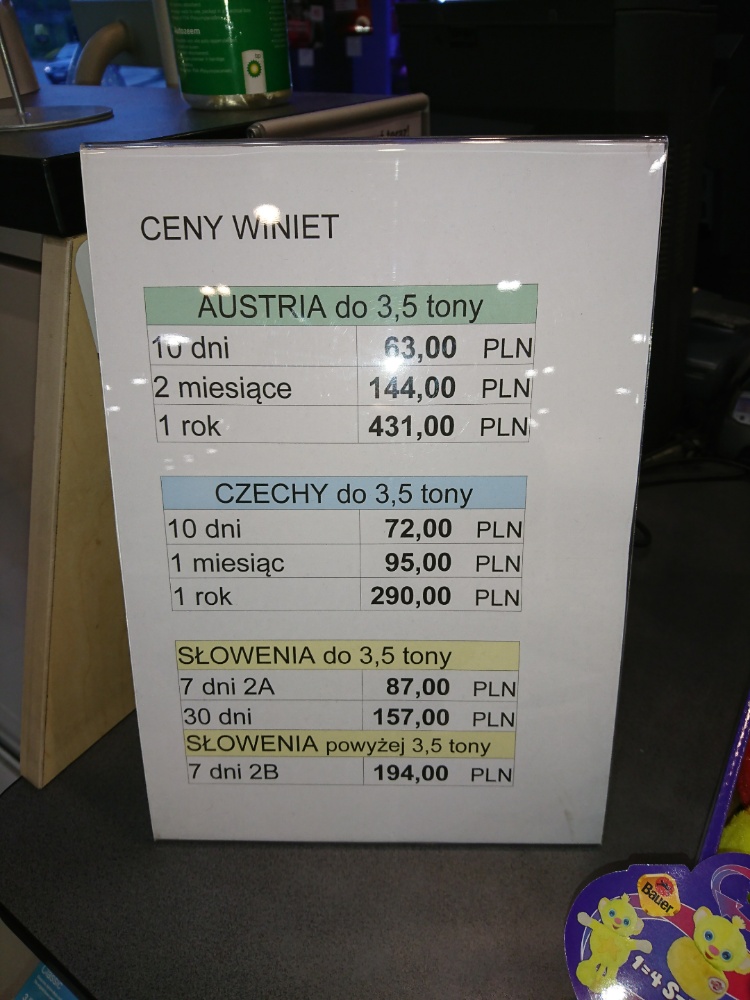 bp
CENY WINIET
AUSTRIA do 3,5 tony
10 dni 63,00 PLN
2 miesiące 144,00 PLN
1 rok 431,00 PLN
CZECHY do 3,5 tony
10 dni 72,00 PLN
1 miesiąc 95,00 PLN
1 rok 290,00 PLN
SŁOWENIA do 3,5 tony
7 dni 2A 87,00 PLN
30 dni 157,00 PLN
SŁOWENIA powyżej 3,5 tony
7 dni 2B 194,00 PLN
Bauer
1=4 S